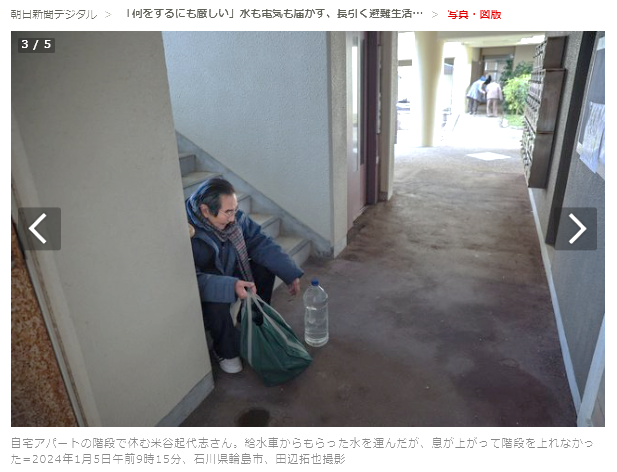 朝日新聞デジタル > 「何をするにも厳しい」水も電気も届かず、長引く避難生活… > 写真・図版
3 / 5
自宅アパートの階段で休む米谷起代志さん。給水車からもらった水を運んだが、息が上がって階段を上れなかっ
た=2024年1月5日午前9時15分、石川県輪島市、田辺拓也撮影